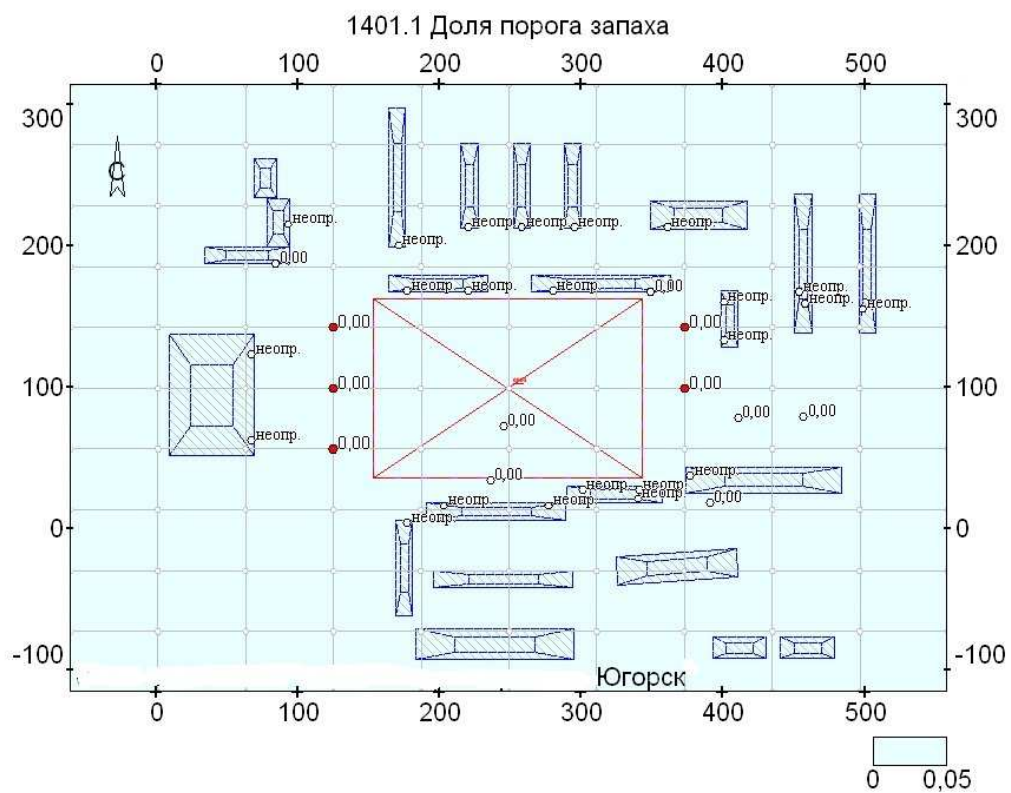 1401.1 Доля порога запаха
0 100 200 300 400 500
300 300
С
неопр.
неопр. неопр. неопр. неопр.
неопр.
200 200
0,00
неопр. неопр. неопр. 0,00 неопр. неопр.
неопр. неопр.
0,00 0,00
неопр.
неопр.
100 0,00 0,00 100
0,00 0,00 0,00
неопр. 0,00
0,00 неопр.
неопр. неопр.
неопр. неопр. неопр. 0,00
неопр.
0 0
-100 -100
Югорск
0 100 200 300 400 500
0 0,05